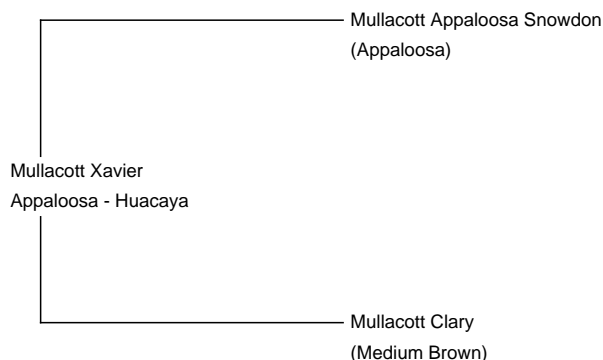 Mullacott Appaloosa Snowdon
(Appaloosa)
Mullacott Xavier
Appaloosa - Huacaya
Mullacott Clary
(Medium Brown)